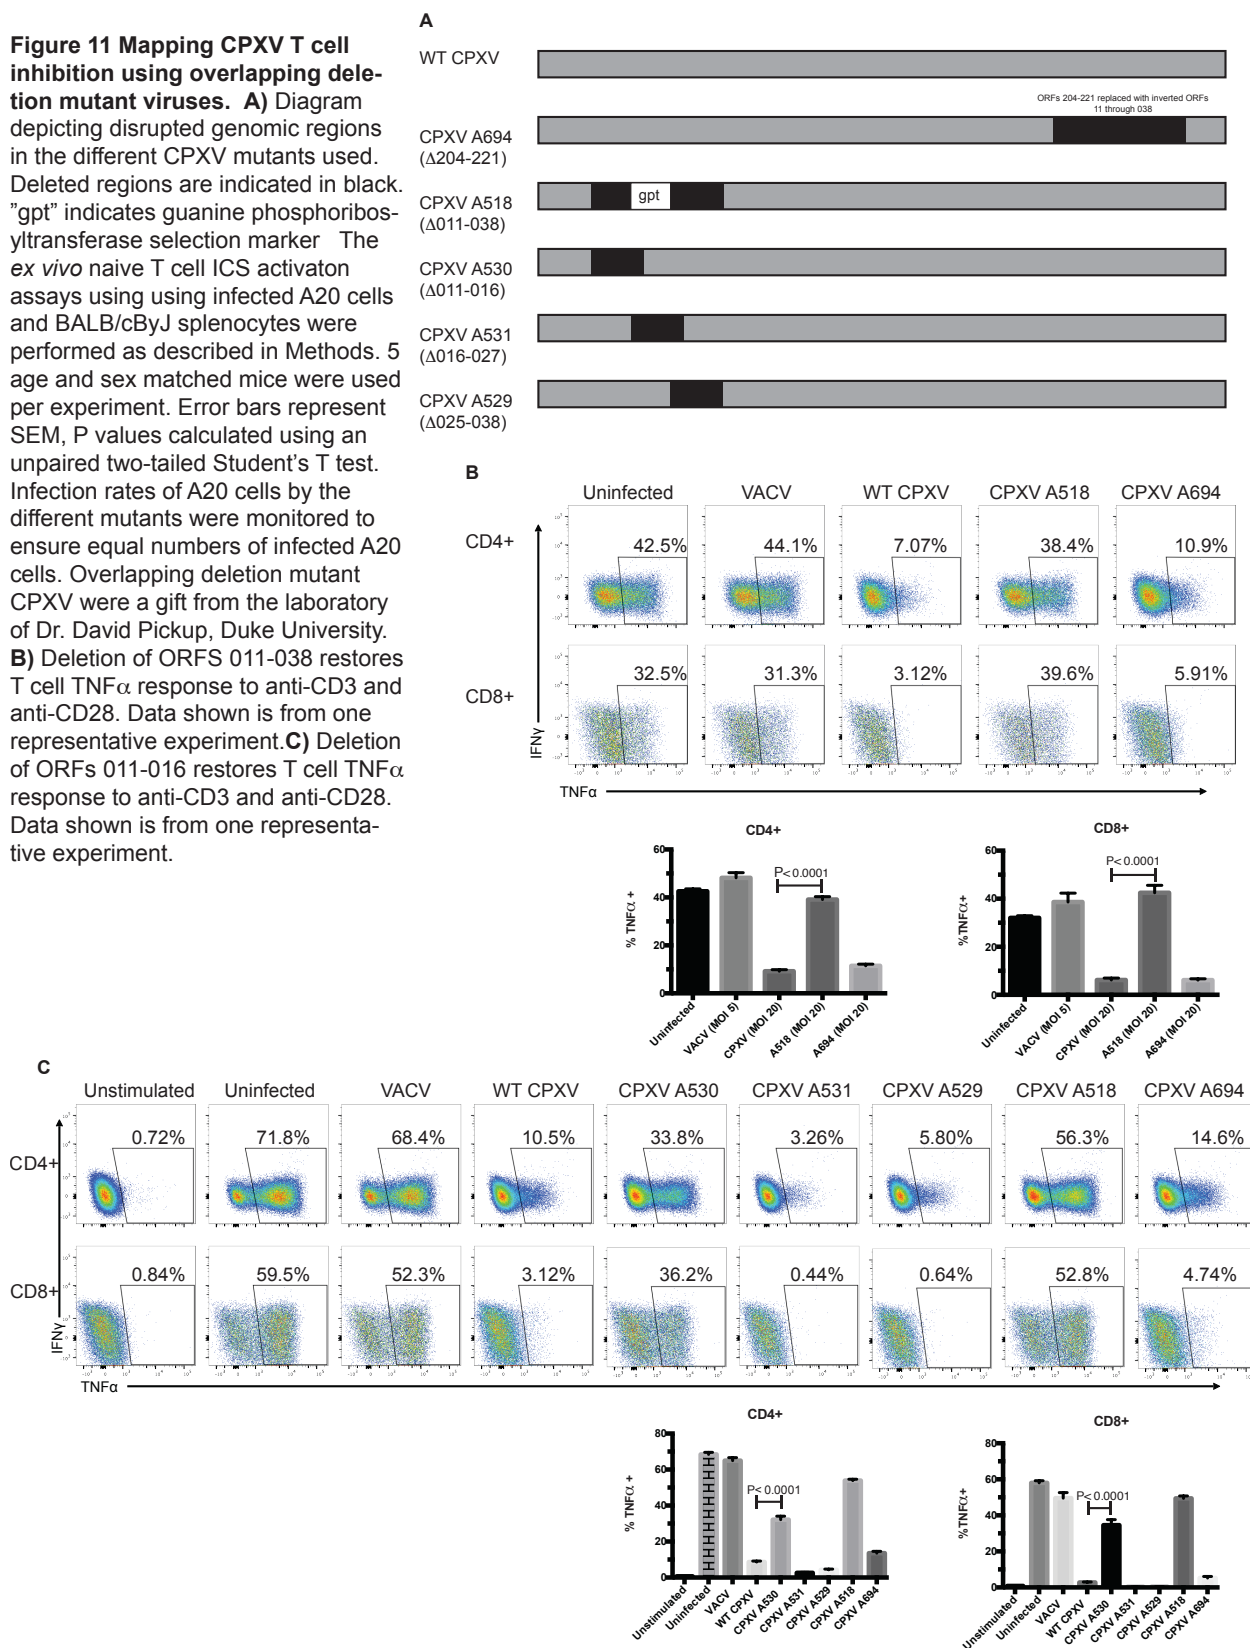 Figure 11 Mapping CPXV T cell
inhibition using overlapping dele-
tion mutant viruses. A) Diagram
depicting disrupted genomic regions
in the different CPXV mutants used.
Deleted regions are indicated in black.
”gpt” indicates guanine phosphoribos-
yltransferase selection marker The
ex vivo naive T cell ICS activaton
assays using using infected A20 cells
and BALB/cByJ splenocytes were
performed as described in Methods. 5
age and sex matched mice were used
per experiment. Error bars represent
SEM, P values calculated using an
unpaired two-tailed Student’s T test.
Infection rates of A20 cells by the
different mutants were monitored to
ensure equal numbers of infected A20
cells. Overlapping deletion mutant
CPXV were a gift from the laboratory
of Dr. David Pickup, Duke University.
B) Deletion of ORFS 011-038 restores
T cell TNFα response to anti-CD3 and
anti-CD28. Data shown is from one
representative experiment.C) Deletion
of ORFs 011-016 restores T cell TNFα
response to anti-CD3 and anti-CD28.
Data shown is from one representa-
tive experiment.
A
WT CPXV
ORFs 204-221 replaced with inverted ORFs
11 through 038
CPXV A694
(Δ204-221)
CPXV A518
(Δ011-038)
gpt
CPXV A530
(Δ011-016)
CPXV A531
(Δ016-027)
CPXV A529
(Δ025-038)
B
Uninfected VACV WT CPXV CPXV A518 CPXV A694
CD4+
42.5% 44.1% 7.07% 38.4% 10.9%
CD8+
32.5% 31.3% 3.12% 39.6% 5.91%
IFNγ
TNFα
CD4+
% TNFα +
60
40
20
0
P< 0.0001
Uninfected
VACV (MOI 5)
CPXV (MOI 20)
A518 (MOI 20)
A694 (MOI 20)
CD8+
%TNFα+
60
40
20
0
P< 0.0001
Uninfected
VACV (MOI 5)
CPXV (MOI 20)
A518 (MOI 20)
A694 (MOI 20)
C
Unstimulated Uninfected VACV WT CPXV CPXV A530 CPXV A531 CPXV A529 CPXV A518 CPXV A694
CD4+
0.72% 71.8% 68.4% 10.5% 33.8% 3.26% 5.80% 56.3% 14.6%
CD8+
0.84% 59.5% 52.3% 3.12% 36.2% 0.44% 0.64% 52.8% 4.74%
IFNγ
TNFα
CD4+
% TNFα +
80
60
40
20
0
P< 0.0001
Unstimulated
Uninfected
VACV
WT CPXV
CPXV A530
CPXV A531
CPXV A529
CPXV A518
CPXV A694
CD8+
%TNFα+
80
60
40
20
0
P< 0.0001
Unstimulated
Uninfected
VACV
WT CPXV
CPXV A530
CPXV A531
CPXV A529
CPXV A518
CPXV A694